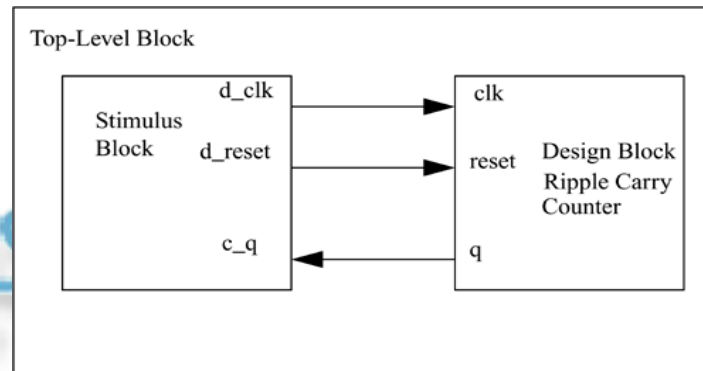 Top-Level Block
d_clk
clk
Stimulus
Block
d_reset
reset
Design Block
Ripple Carry
Counter
c_q
q